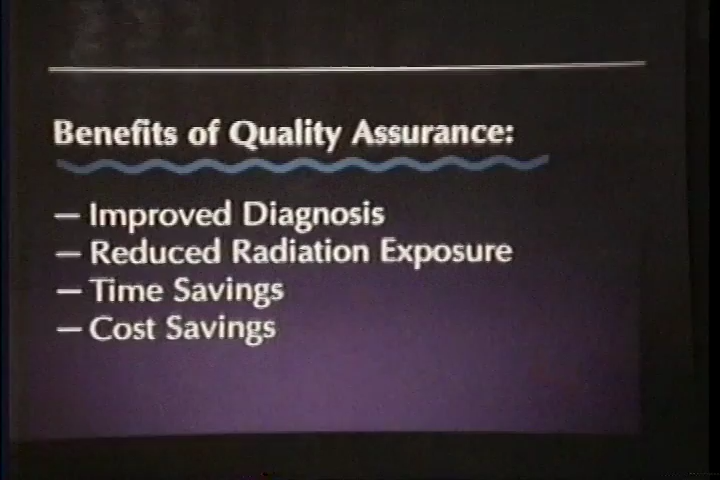 Benefits of Quality Assurance:
— Improved Diagnosis
— Reduced Radiation Exposure
— Time Savings
— Cost Savings